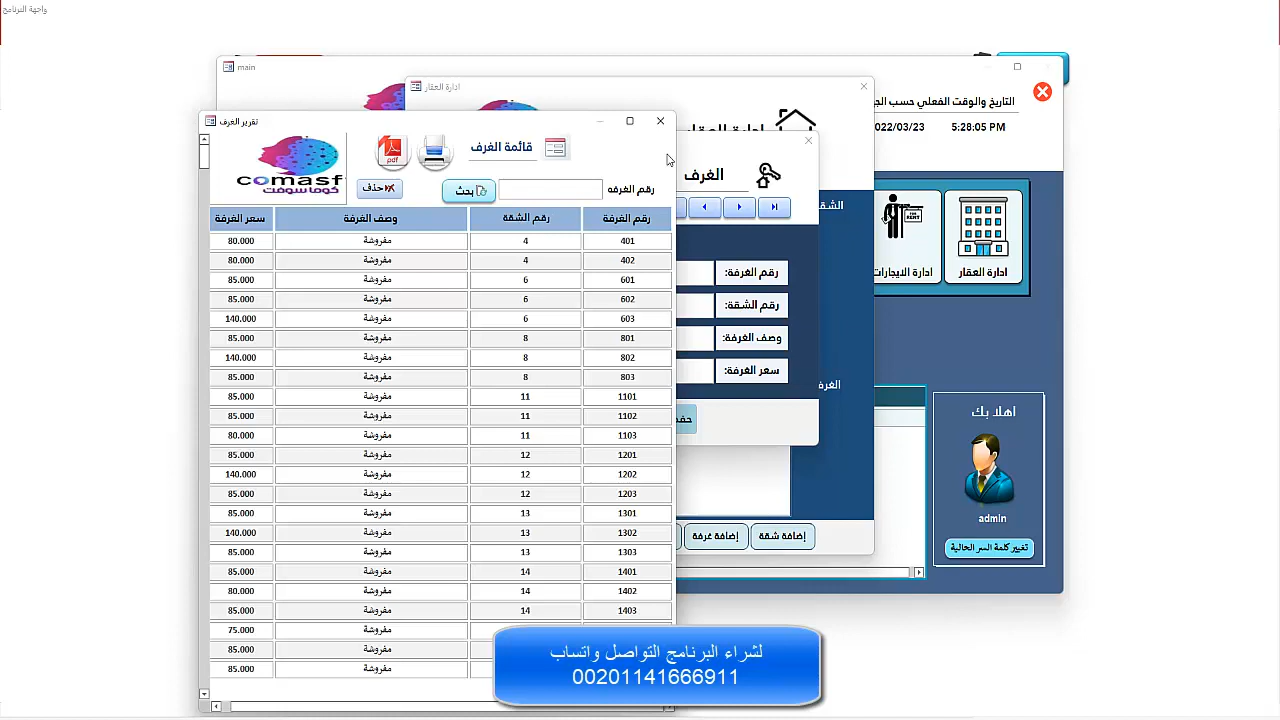 واجهة البرنامج
main
ادارة العقار
تقرير الغرف
التاريخ والوقت الفعلي حسب الج
022/03/23
5:28:05 PM
ادارة العقار
الغرف
قائمة الغرف
pdf
comasf
كوماسوفت
رقم الغرفه
بحث
حذف
رقم الغرفة رقم الشقة وصف الغرفة سعر الغرفة
401 4 مفروشة 80.000
402 4 مفروشة 80.000
601 6 مفروشة 85.000
602 6 مفروشة 85.000
603 6 مفروشة 140.000
801 8 مفروشة 85.000
802 8 مفروشة 140.000
803 8 مفروشة 85.000
1101 11 مفروشة 85.000
1102 11 مفروشة 85.000
1103 11 مفروشة 80.000
1201 12 مفروشة 85.000
1202 12 مفروشة 140.000
1203 12 مفروشة 85.000
1301 13 مفروشة 85.000
1302 13 مفروشة 140.000
1303 13 مفروشة 85.000
1401 14 مفروشة 85.000
1402 14 مفروشة 80.000
1403 14 مفروشة 85.000
مفروشة 75.000
مفروشة 85.000
مفروشة 85.000
الشق
رقم الغرفة:
رقم الشقة:
وصف الغرفة:
سعر الغرفة:
الغرف
حفظ
إضافة شقة
إضافة غرفة
ادارة العقار
ادارة الايجارات
FOR RENT
اهلا بك
admin
تغيير كلمة السر الحالية
لشراء البرنامج التواصل واتساب
00201141666911